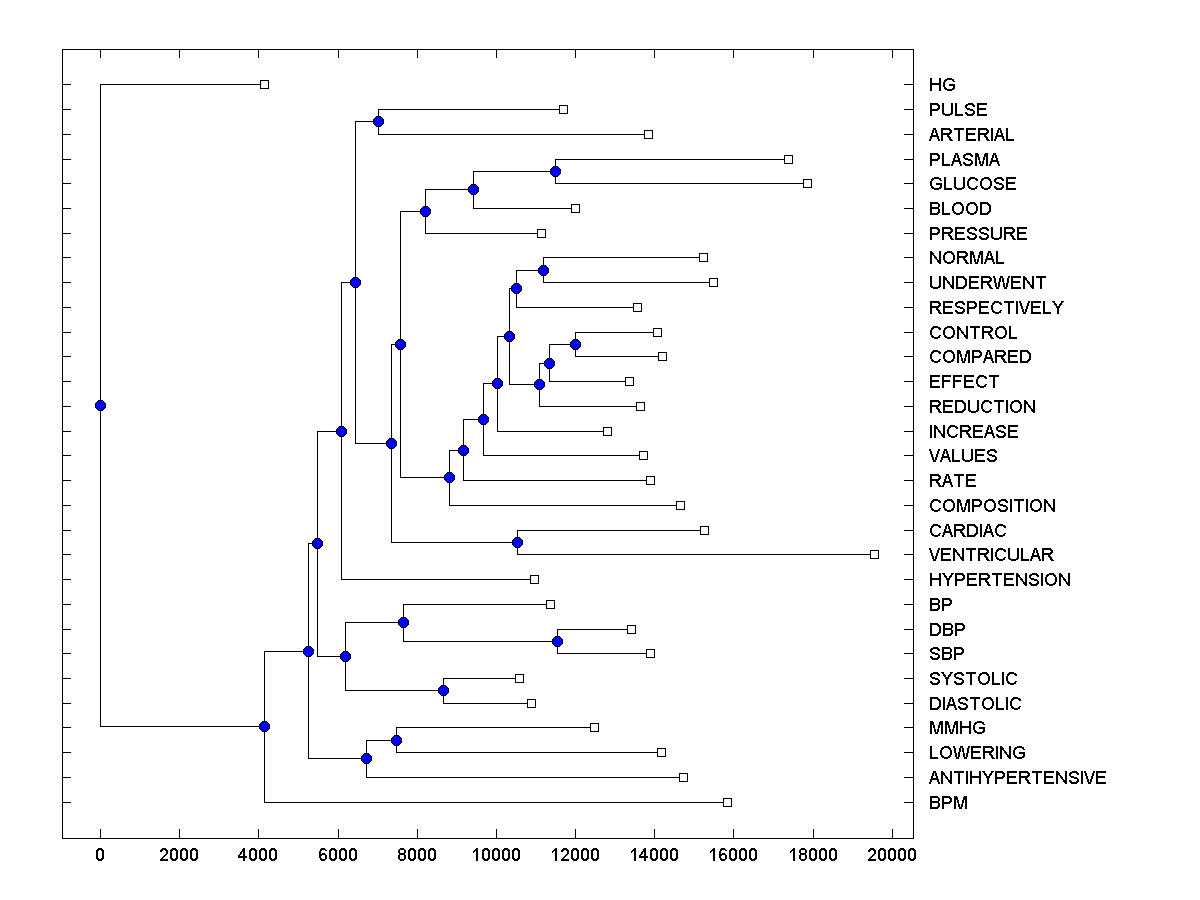 HG
PULSE
ARTERIAL
PLASMA
GLUCOSE
BLOOD
PRESSURE
NORMAL
UNDERWENT
RESPECTIVELY
CONTROL
COMPARED
EFFECT
REDUCTION
INCREASE
VALUES
RATE
COMPOSITION
CARDIAC
VENTRICULAR
HYPERTENSION
BP
DBP
SBP
SYSTOLIC
DIASTOLIC
MMHG
LOWERING
ANTIHYPERTENSIVE
BPM
0 2000 4000 6000 8000 10000 12000 14000 16000 18000 20000